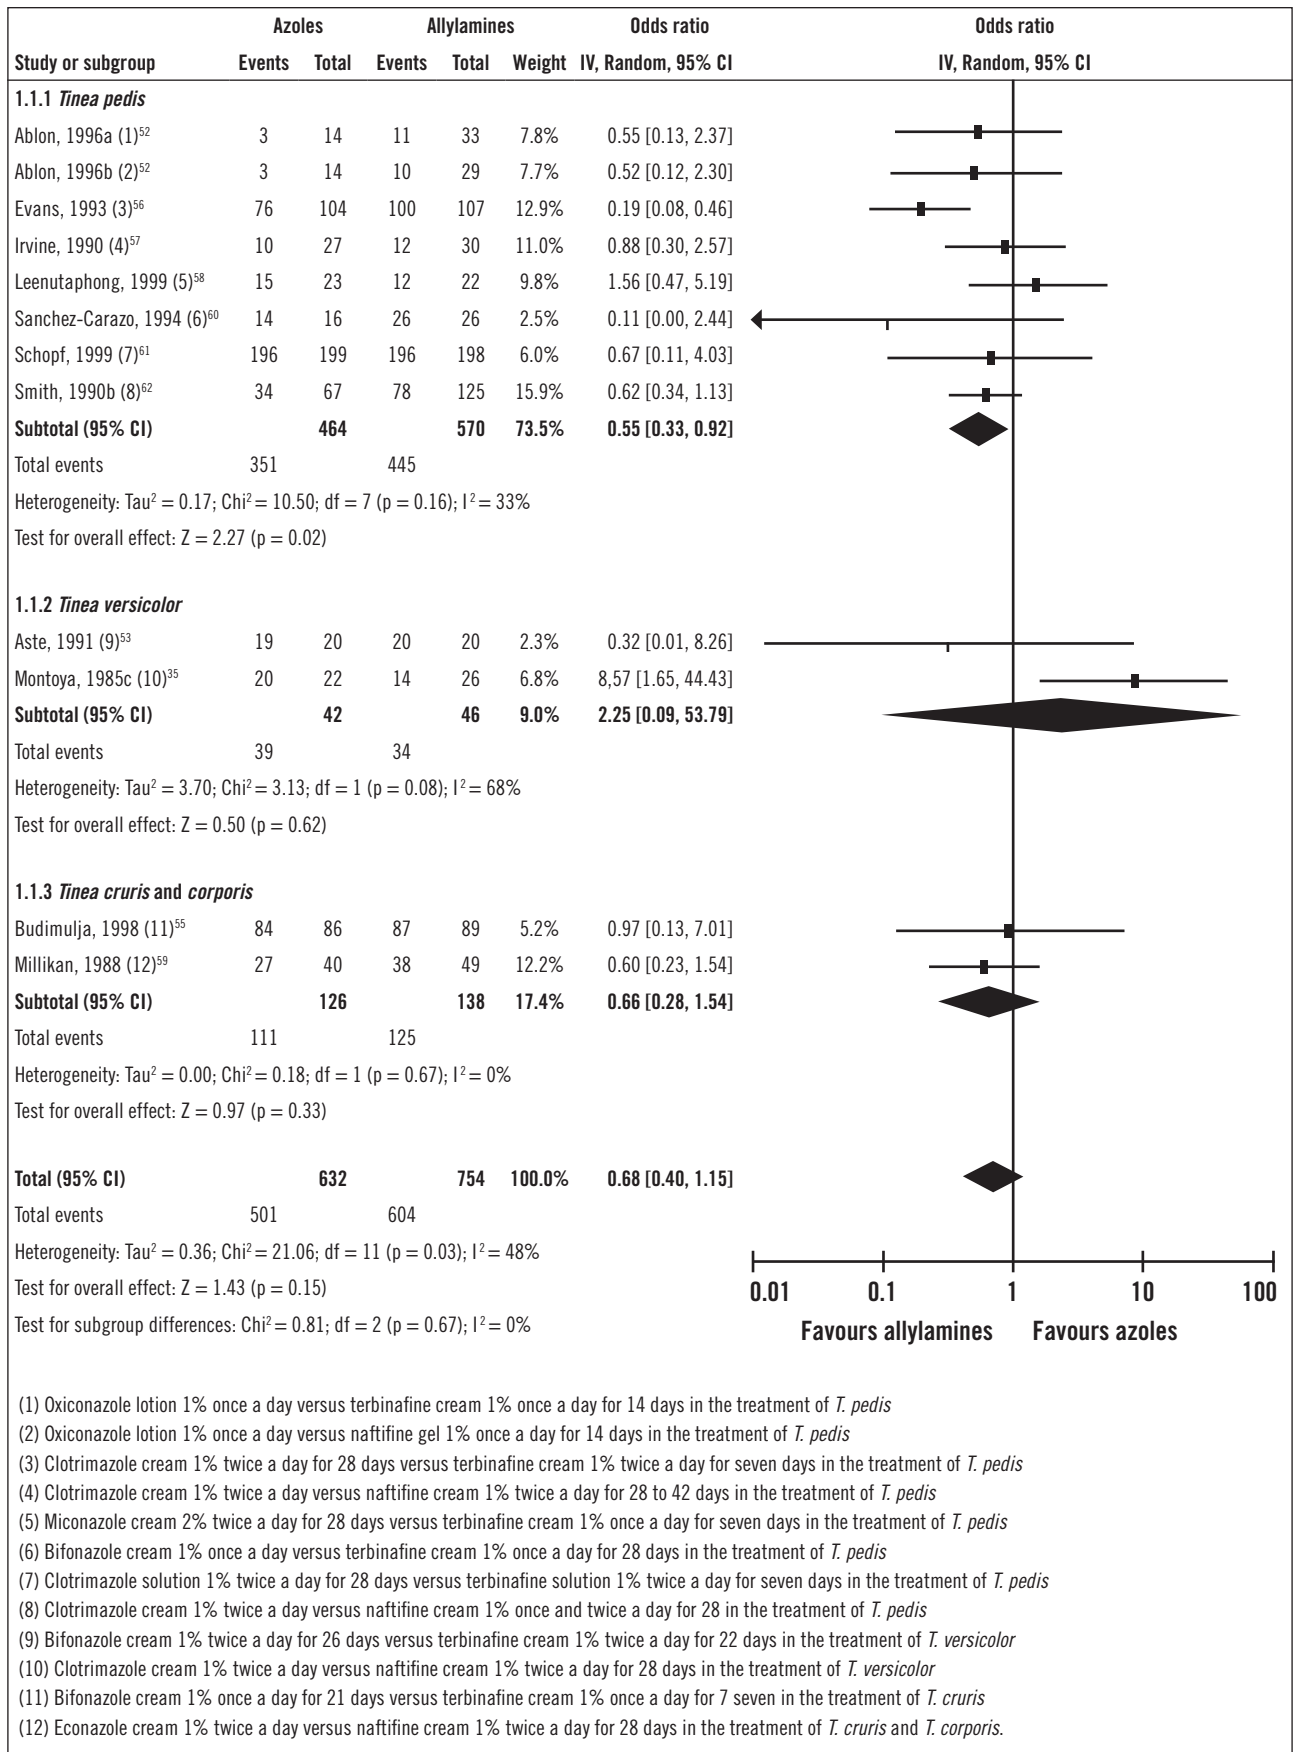 Azoles Allylamines Odds ratio Odds ratio
Study or subgroup Events Total Events Total Weight IV, Random, 95% CI IV, Random, 95% CI
1.1.1 Tinea pedis
Ablon, 1996a (1)52 3 14 11 33 7.8% 0.55 [0.13, 2.37]
Ablon, 1996b (2)52 3 14 10 29 7.7% 0.52 [0.12, 2.30]
Evans, 1993 (3)56 76 104 100 107 12.9% 0.19 [0.08, 0.46]
Irvine, 1990 (4)57 10 27 12 30 11.0% 0.88 [0.30, 2.57]
Leenutaphong, 1999 (5)58 15 23 12 22 9.8% 1.56 [0.47, 5.19]
Sanchez-Carazo, 1994 (6)60 14 16 26 26 2.5% 0.11 [0.00, 2.44]
Schopf, 1999 (7)61 196 199 196 198 6.0% 0.67 [0.11, 4.03]
Smith, 1990b (8)62 34 67 78 125 15.9% 0.62 [0.34, 1.13]
Subtotal (95% CI) 464 570 73.5% 0.55 [0.33, 0.92]
Total events 351 445
Heterogeneity: Tau2 = 0.17; Chi2 = 10.50; df = 7 (p = 0.16); I2 = 33%
Test for overall effect: Z = 2.27 (p = 0.02)
1.1.2 Tinea versicolor
Aste, 1991 (9)53 19 20 20 20 2.3% 0.32 [0.01, 8.26]
Montoya, 1985c (10)35 20 22 14 26 6.8% 8,57 [1.65, 44.43]
Subtotal (95% CI) 42 46 9.0% 2.25 [0.09, 53.79]
Total events 39 34
Heterogeneity: Tau2 = 3.70; Chi2 = 3.13; df = 1 (p = 0.08); I2 = 68%
Test for overall effect: Z = 0.50 (p = 0.62)
1.1.3 Tinea cruris and corporis
Budimulja, 1998 (11)55 84 86 87 89 5.2% 0.97 [0.13, 7.01]
Millikan, 1988 (12)59 27 40 38 49 12.2% 0.60 [0.23, 1.54]
Subtotal (95% CI) 126 138 17.4% 0.66 [0.28, 1.54]
Total events 111 125
Heterogeneity: Tau2 = 0.00; Chi2 = 0.18; df = 1 (p = 0.67); I2 = 0%
Test for overall effect: Z = 0.97 (p = 0.33)
Total (95% CI) 632 754 100.0% 0.68 [0.40, 1.15]
Total events 501 604
Heterogeneity: Tau2 = 0.36; Chi2 = 21.06; df = 11 (p = 0.03); I2 = 48%
Test for overall effect: Z = 1.43 (p = 0.15)
Test for subgroup differences: Chi2 = 0.81; df = 2 (p = 0.67); I2 = 0%
0.01 0.1 1 10 100
Favours allylamines Favours azoles
(1) Oxiconazole lotion 1% once a day versus terbinafine cream 1% once a day for 14 days in the treatment of T. pedis
(2) Oxiconazole lotion 1% once a day versus naftifine gel 1% once a day for 14 days in the treatment of T. pedis
(3) Clotrimazole cream 1% twice a day for 28 days versus terbinafine cream 1% twice a day for seven days in the treatment of T. pedis
(4) Clotrimazole cream 1% twice a day versus naftifine cream 1% twice a day for 28 to 42 days in the treatment of T. pedis
(5) Miconazole cream 2% twice a day for 28 days versus terbinafine cream 1% once a day for seven days in the treatment of T. pedis
(6) Bifonazole cream 1% once a day versus terbinafine cream 1% once a day for 28 days in the treatment of T. pedis
(7) Clotrimazole solution 1% twice a day for 28 days versus terbinafine solution 1% twice a day for seven days in the treatment of T. pedis
(8) Clotrimazole cream 1% twice a day versus naftifine cream 1% once and twice a day for 28 in the treatment of T. pedis
(9) Bifonazole cream 1% twice a day for 26 days versus terbinafine cream 1% twice a day for 22 days in the treatment of T. versicolor
(10) Clotrimazole cream 1% twice a day versus naftifine cream 1% twice a day for 28 days in the treatment of T. versicolor
(11) Bifonazole cream 1% once a day for 21 days versus terbinafine cream 1% once a day for 7 seven in the treatment of T. cruris
(12) Econazole cream 1% twice a day versus naftifine cream 1% twice a day for 28 days in the treatment of T. cruris and T. corporis.